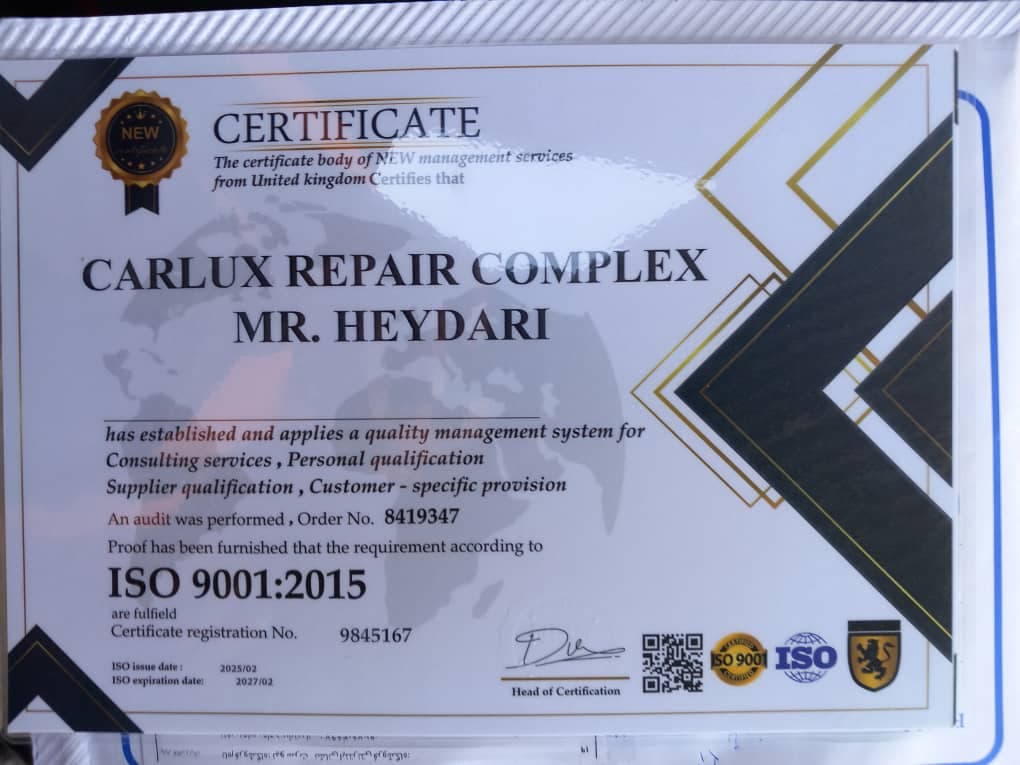 NEW
CERTIFICATE
The certificate body of NEW management services
from United kingdom Certifies that
CARLUX REPAIR COMPLEX
MR. HEYDARI
has established and applies a quality management system for
Consulting services , Personal qualification
Supplier qualification , Customer - specific provision
An audit was performed , Order No. 8419347
Proof has been furnished that the requirement according to
ISO 9001:2015
are fulfield
Certificate registration No. 9845167
ISO issue date : 2025/02
ISO expiration date: 2027/02
Head of Certification
CERTIFIED
ISO 9001
CERTIFIED
ISO